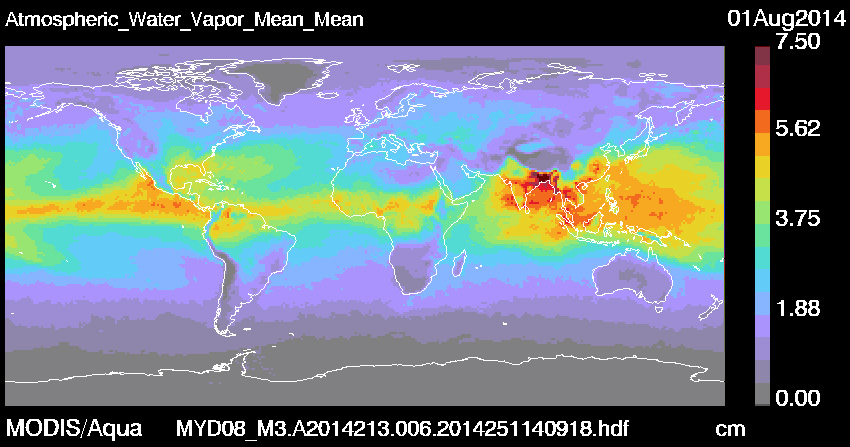 Atmospheric_Water_Vapor_Mean_Mean
01Aug2014
7.50
5.62
3.75
1.88
0.00
MODIS/Aqua MYD08_M3.A2014213.006.2014251140918.hdf cm